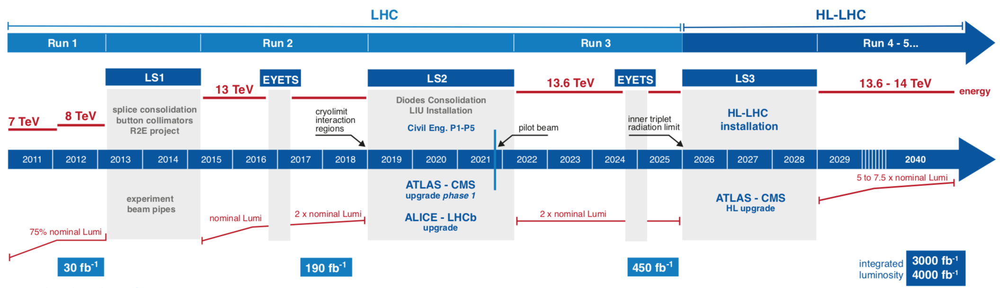 LHC
HL-LHC
Run 1
Run 2
Run 3
Run 4 - 5...
LS1
EYETS
LS2
EYETS
LS3
13 TeV
13.6 TeV
13.6 - 14 TeV
energy
7 TeV
8 TeV
splice consolidation
button collimators
R2E project
cryolimit
interaction
regions
Diodes Consolidation
LIU Installation
Civil Eng. P1-P5
pilot beam
inner triplet
radiation limit
HL-LHC
installation
2011
2012
2013
2014
2015
2016
2017
2018
2019
2020
2021
2022
2023
2024
2025
2026
2027
2028
2029
2040
experiment
beam pipes
ATLAS - CMS
upgrade phase 1
ALICE - LHCb
upgrade
ATLAS - CMS
HL upgrade
5 to 7.5 x nominal Lumi
75% nominal Lumi
nominal Lumi
2 x nominal Lumi
2 x nominal Lumi
30 fb-1
190 fb-1
450 fb-1
integrated
luminosity
3000 fb-1
4000 fb-1